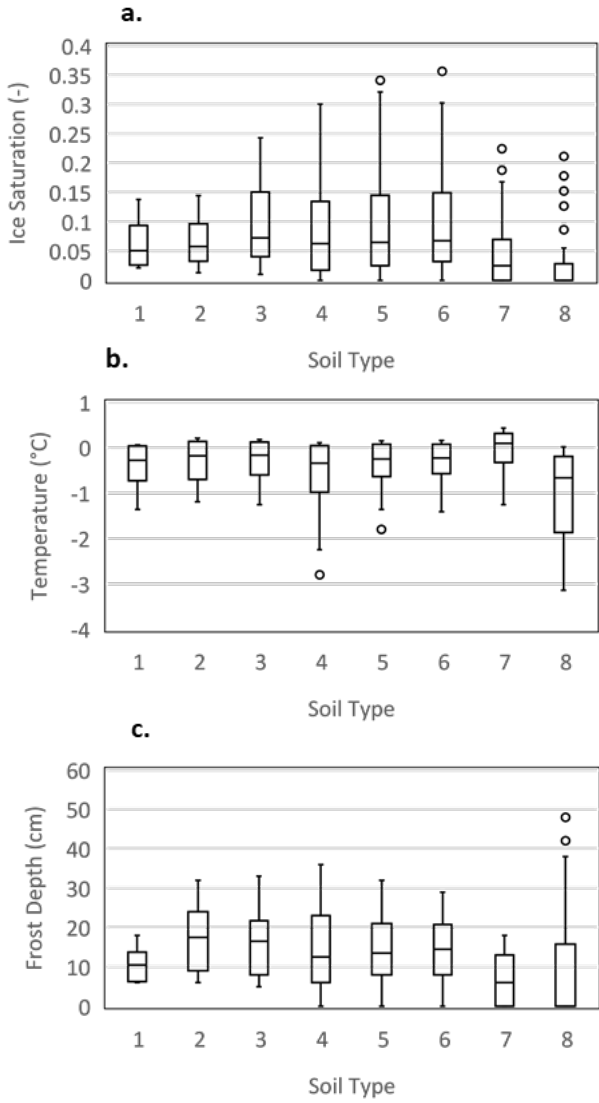 a.
Ice Saturation (-)
0.4
0.35
0.3
0.25
0.2
0.15
0.1
0.05
0
1 2 3 4 5 6 7 8
Soil Type
b.
Temperature (°C)
1
0
-1
-2
-3
-4
1 2 3 4 5 6 7 8
Soil Type
c.
Frost Depth (cm)
60
50
40
30
20
10
0
1 2 3 4 5 6 7 8
Soil Type